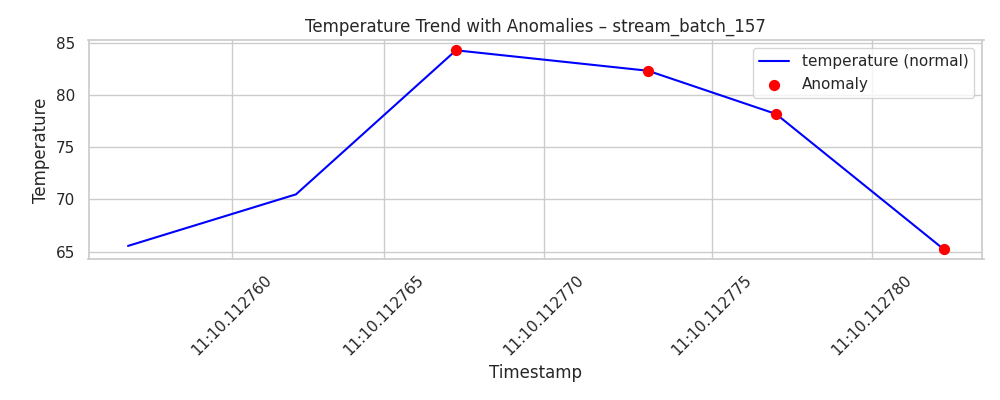 Temperature Trend with Anomalies – stream_batch_157
85
80
75
70
65
Temperature
temperature (normal)
Anomaly
11:10.112760
11:10.112765
11:10.112770
11:10.112775
11:10.112780
Timestamp